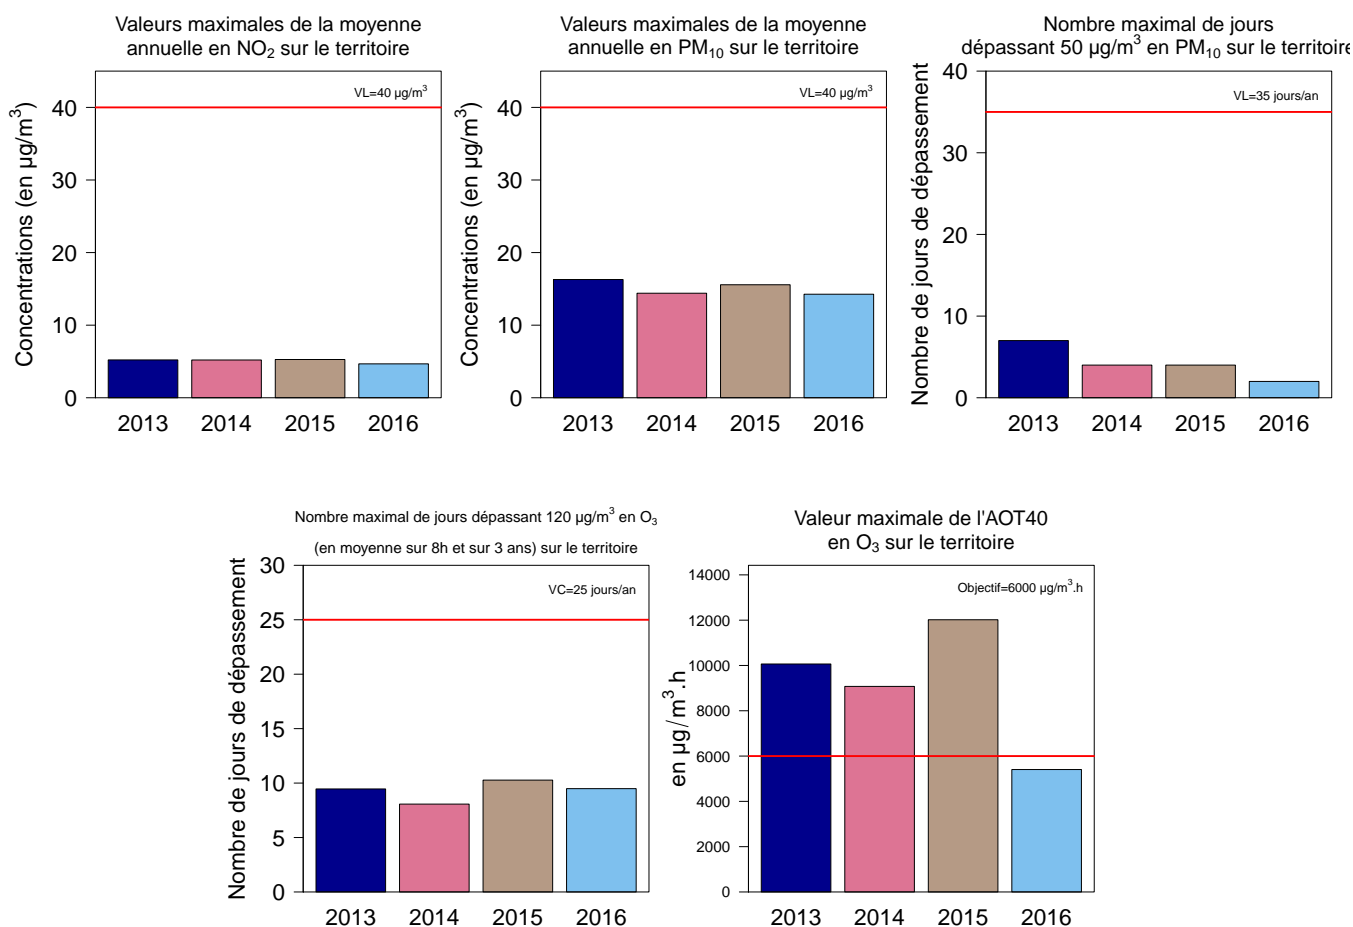 Valeurs maximales de la moyenne
annuelle en NO₂ sur le territoire
Concentrations (en µg/m³)
40
30
20
10
0
VL=40 µg/m³
2013 2014 2015 2016
Valeurs maximales de la moyenne
annuelle en PM₁₀ sur le territoire
Concentrations (en µg/m³)
40
30
20
10
0
VL=40 µg/m³
2013 2014 2015 2016
Nombre maximal de jours
dépassant 50 µg/m³ en PM₁₀ sur le territoire
Nombre de jours de dépassement
40
30
20
10
0
VL=35 jours/an
2013 2014 2015 2016
Nombre maximal de jours dépassant 120 µg/m³ en O₃
(en moyenne sur 8h et sur 3 ans) sur le territoire
Nombre de jours de dépassement
30
25
20
15
10
5
0
VC=25 jours/an
2013 2014 2015 2016
Valeur maximale de l'AOT40
en O₃ sur le territoire
en µg/m³.h
14000
12000
10000
8000
6000
4000
2000
0
Objectif=6000 µg/m³.h
2013 2014 2015 2016